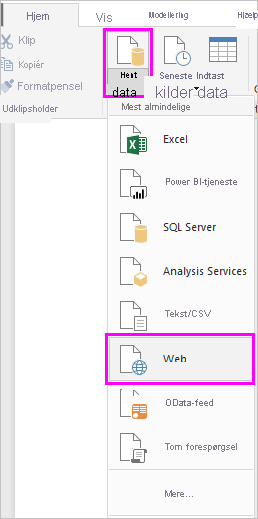 Hjem Vis Modellering Hjælp
Klip
Kopiér
Formatpensel
Udklipsholder
Hent
data
Seneste Indtast
kilder data
Mest almindelige
Excel
Power BI-tjeneste
SQL Server
Analysis Services
Tekst/CSV
Web
OData-feed
Tom forespørgsel
Mere...